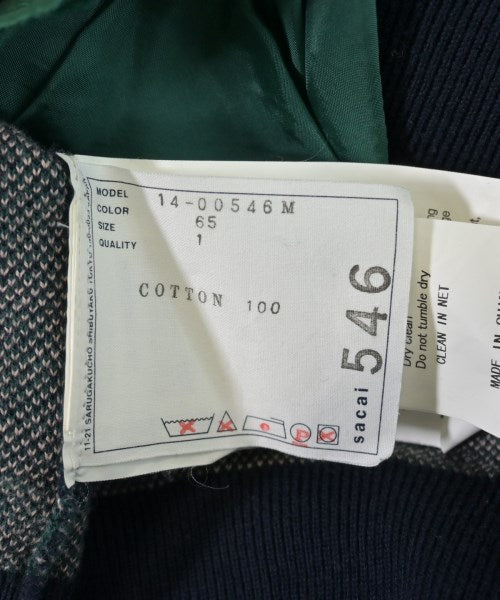 MODEL 14-00546M
COLOR 65
SIZE 1
QUALITY
COTTON 100
sacai 546
11-21 SARUGAKUCHO SHIBUYAKU
P
Dry clean
Do not tumble dry
CLEAN IN NET
MADE IN